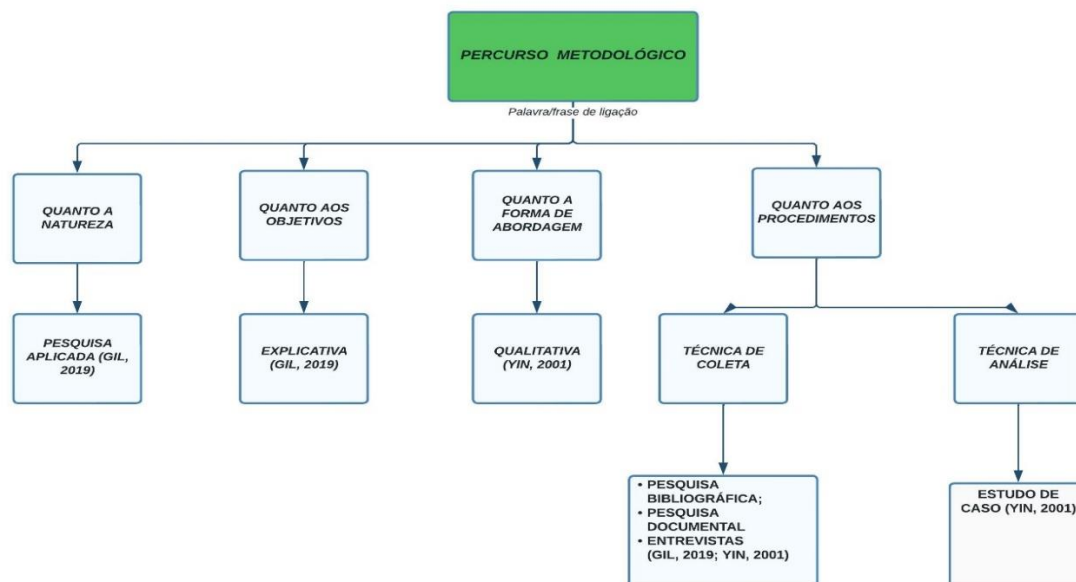 PERCURSO METODOLÓGICO
Palavra/frase de ligação
QUANTO A
NATUREZA
QUANTO AOS
OBJETIVOS
QUANTO A
FORMA DE
ABORDAGEM
QUANTO AOS
PROCEDIMENTOS
PESQUISA
APLICADA (GIL,
2019)
EXPLICATIVA
(GIL, 2019)
QUALITATIVA
(YIN, 2001)
TÉCNICA DE
COLETA
TÉCNICA DE
ANÁLISE
• PESQUISA
BIBLIOGRÁFICA;
• PESQUISA
DOCUMENTAL
• ENTREVISTAS
(GIL, 2019; YIN, 2001)
ESTUDO DE
CASO (YIN, 2001)